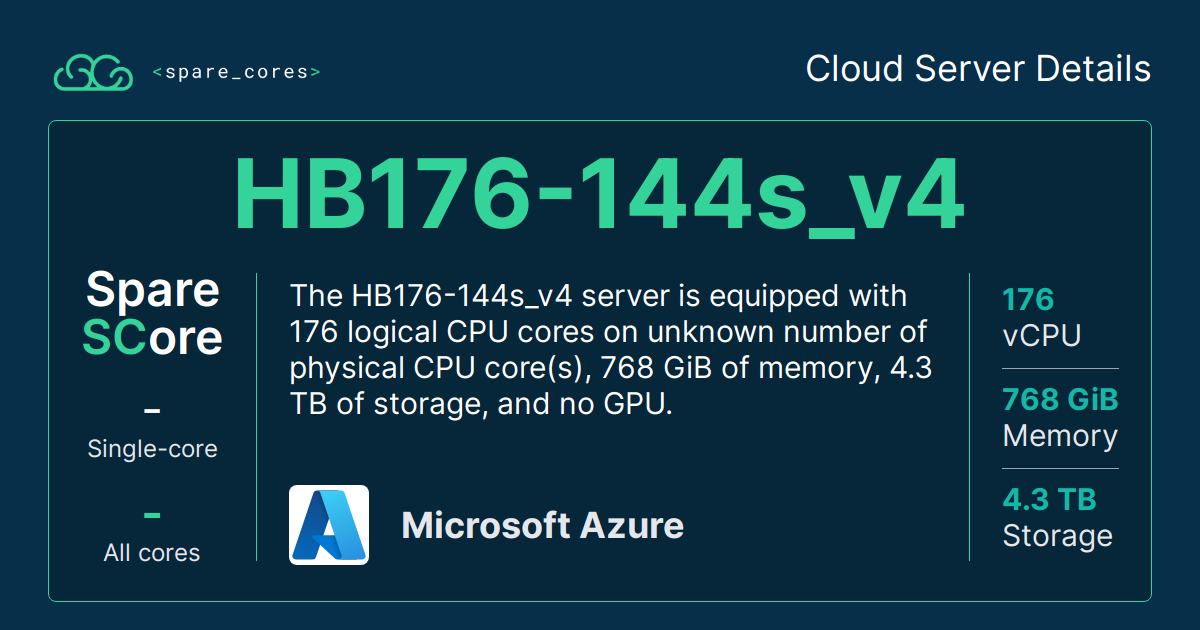 <spare_cores>
Cloud Server Details
HB176-144s_v4
Spare
SCore
-
Single-core
-
All cores
The HB176-144s_v4 server is equipped with
176 logical CPU cores on unknown number of
physical CPU core(s), 768 GiB of memory, 4.3
TB of storage, and no GPU.
Microsoft Azure
176
vCPU
768 GiB
Memory
4.3 TB
Storage